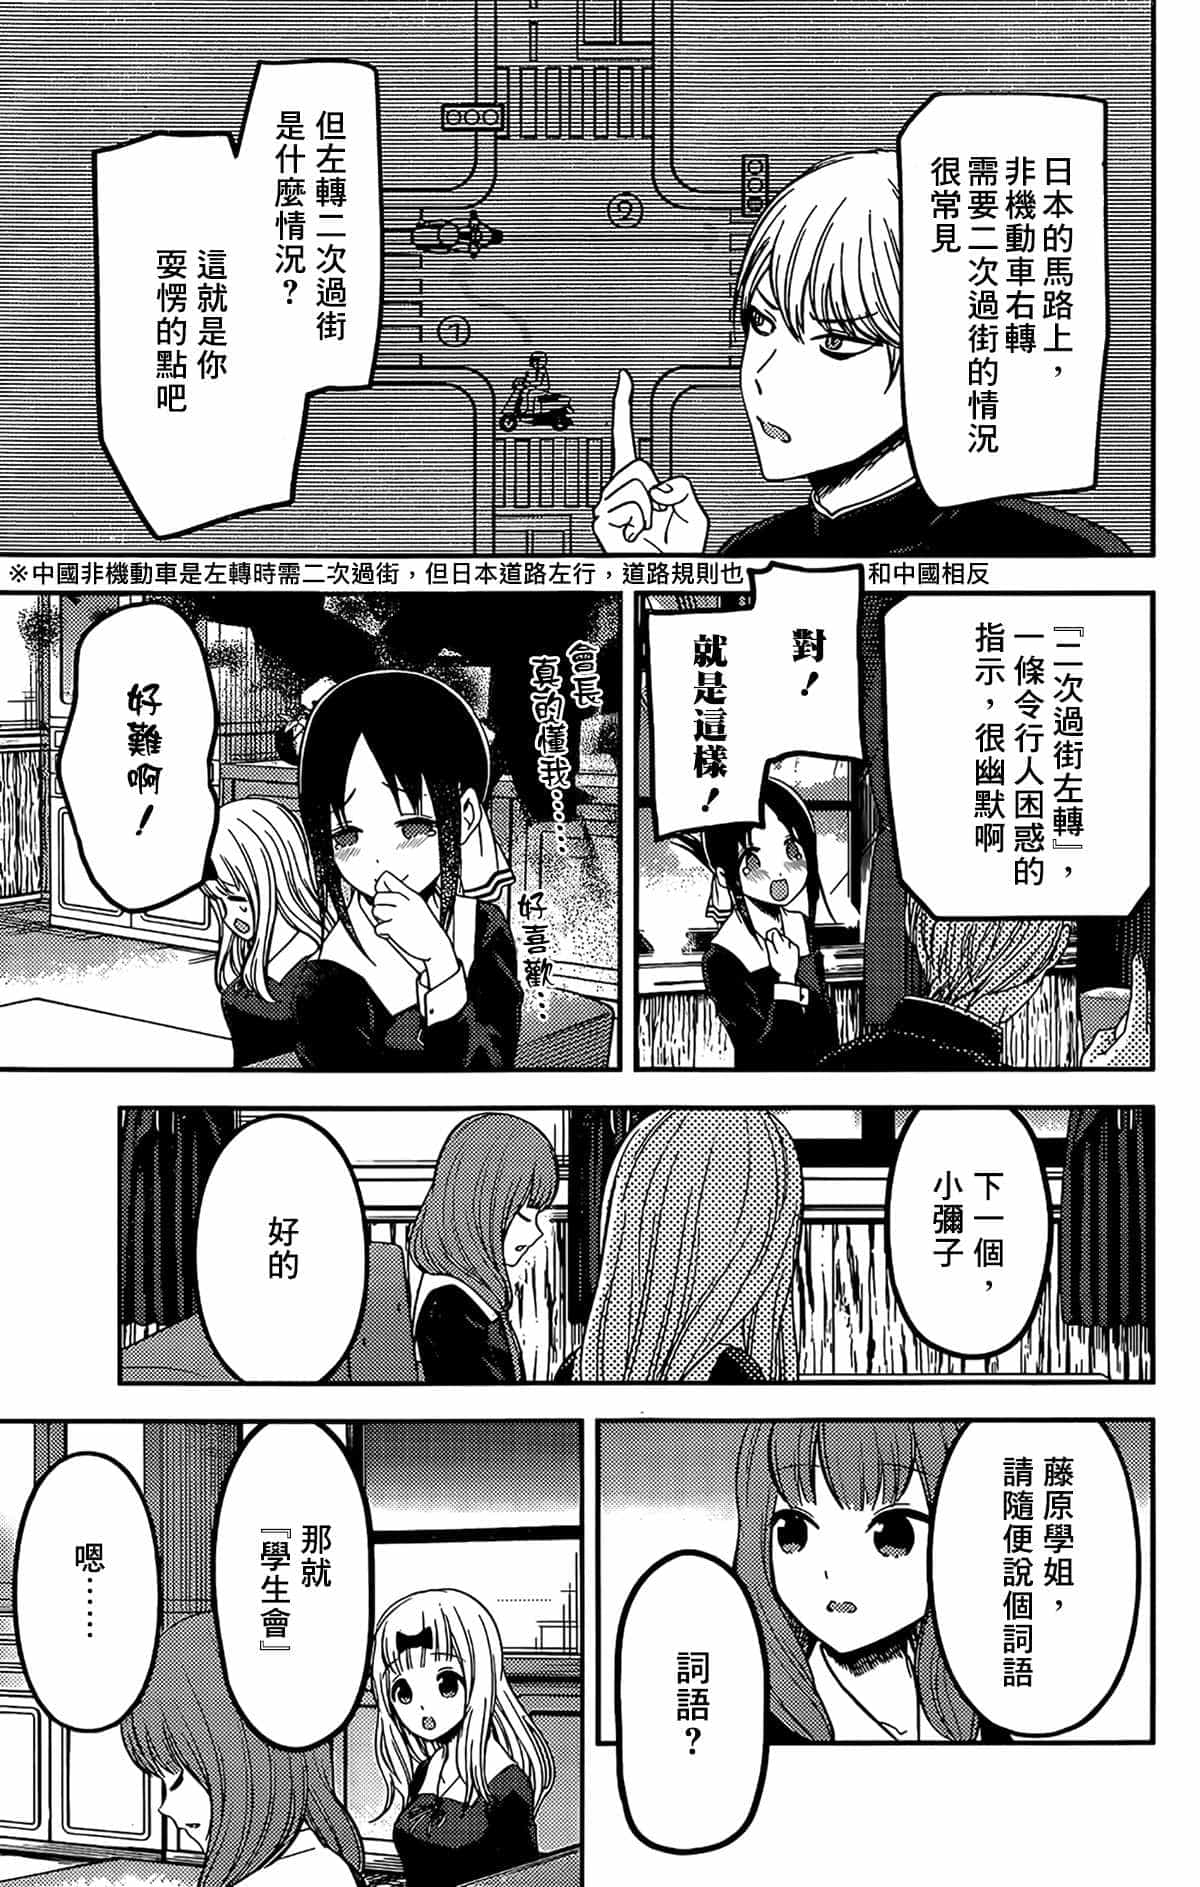 日本的馬路上，
非機動車右轉
需要二次過街的情況
很常見
②
①
但左轉二次過街
是什麼情況？
這就是你
耍愣的點吧
※中國非機動車是左轉時需二次過街，但日本道路左行，道路規則也
和中國相反
『二次過街左轉』，
一條令行人困惑的
指示，很幽默啊
對！
就是這樣！
會長
真的懂我……
好喜歡…
好難啊！
下一個，
小彌子
好的
藤原學姐，
請隨便說個詞語
詞語？
那就
『學生會』
嗯……